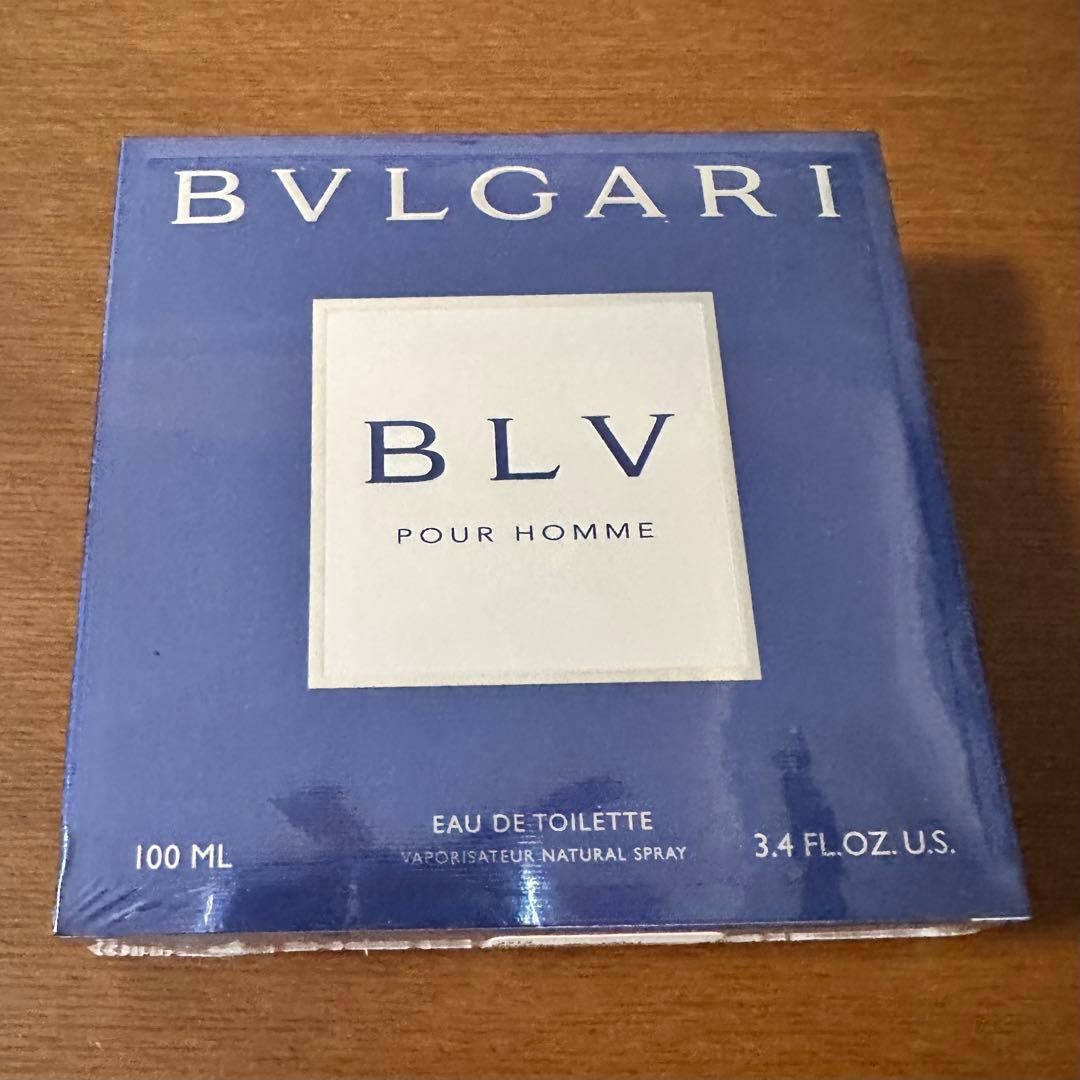 BVLGARI
BLV
POUR HOMME
EAU DE TOILETTE
100 ML
VAPORISATEUR NATURAL SPRAY
3.4 FL.OZ. U.S.